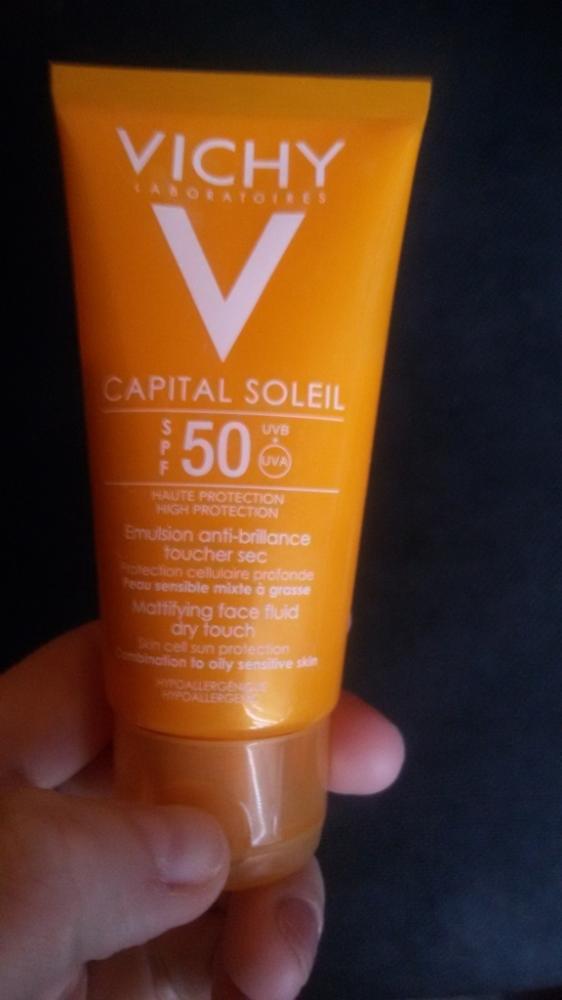 VICHY
LABORATOIRES
V
CAPITAL SOLEIL
SPF 50 UVB + UVA
HAUTE PROTECTION
HIGH PROTECTION
Emulsion anti-brillance
toucher sec
Protection cellulaire profonde
Peau sensible mixte à grasse
Mattifying face fluid
dry touch
Skin cell sun protection
Combination to oily sensitive skin
HYPOALLERGÉNIQUE
HYPOALLERGENIC